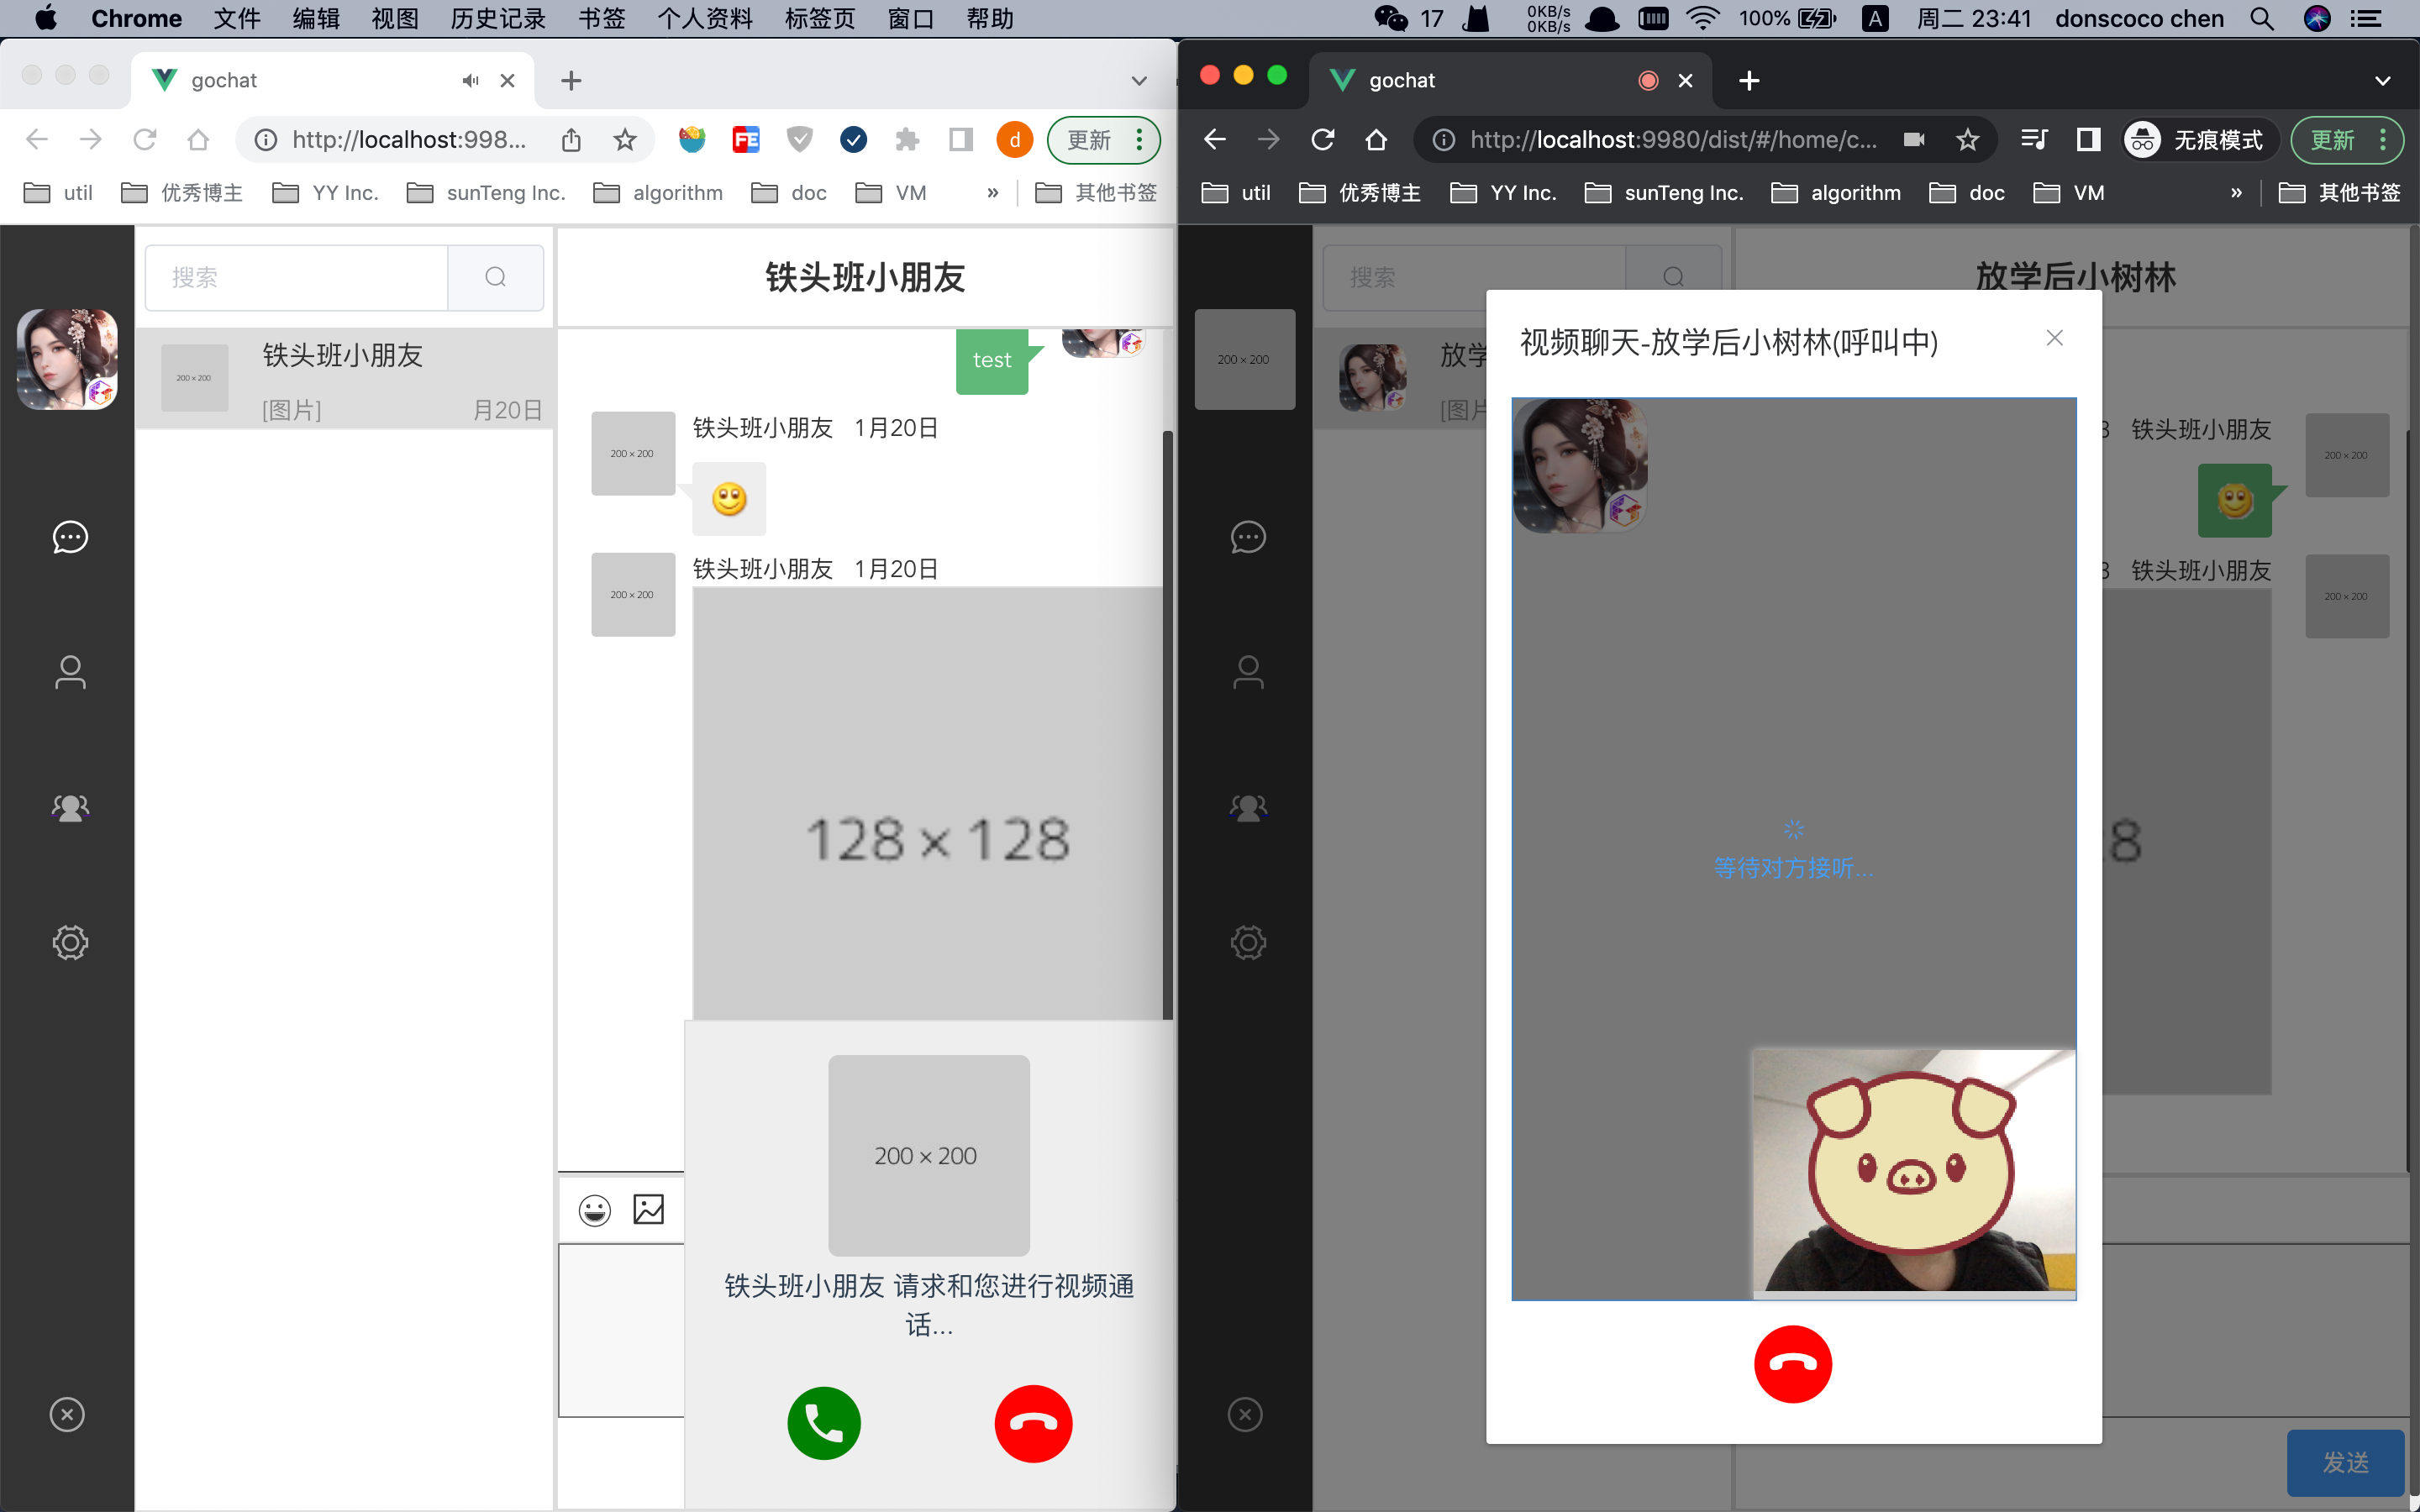 Chrome 文件 编辑 视图 历史记录 书签 个人资料 标签页 窗口 帮助
17 0KB/s 0KB/s 100% A 周二 23:41 donscoco chen
gochat
http://localhost:998... FE d 更新
util 优秀博主 YY Inc. sunTeng Inc. algorithm doc VM » 其他书签
搜索
铁头班小朋友
200 × 200
铁头班小朋友
[图片] 月20日
test
200 × 200
铁头班小朋友 1月20日
200 × 200
铁头班小朋友 1月20日
128 × 128
200 × 200
铁头班小朋友 请求和您进行视频通
话...
gochat
http://localhost:9980/dist/#/home/c... 无痕模式 更新
util 优秀博主 YY Inc. sunTeng Inc. algorithm doc VM » 其他书签
搜索
放学后小树林
200 × 200
放学
[图片
视频聊天-放学后小树林(呼叫中)
等待对方接听...
铁头班小朋友
200 × 200
铁头班小朋友
200 × 200
8
发送